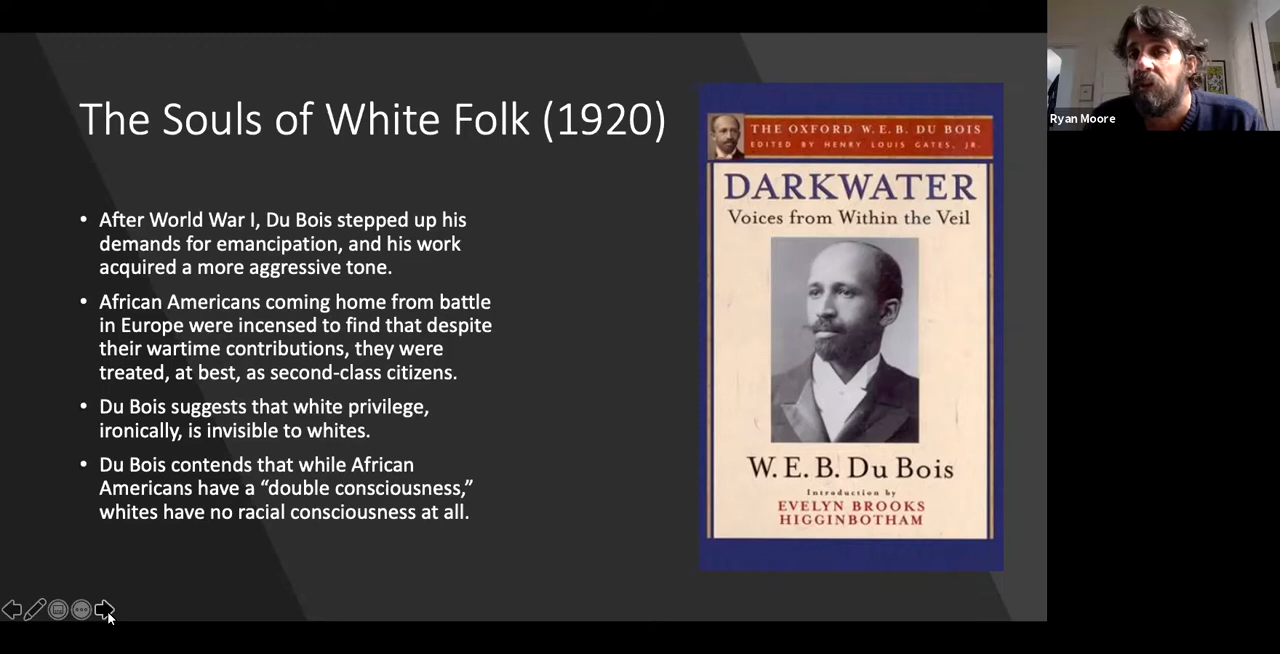 The Souls of White Folk (1920)
• After World War I, Du Bois stepped up his
demands for emancipation, and his work
acquired a more aggressive tone.
• African Americans coming home from battle
in Europe were incensed to find that despite
their wartime contributions, they were
treated, at best, as second-class citizens.
• Du Bois suggests that white privilege,
ironically, is invisible to whites.
• Du Bois contends that while African
Americans have a “double consciousness,”
whites have no racial consciousness at all.
THE OXFORD W. E. B. DU BOIS
EDITED BY HENRY LOUIS GATES, JR.
DARKWATER
Voices from Within the Veil
W. E. B. Du Bois
Introduction by
EVELYN BROOKS
HIGGINBOTHAM
Ryan Moore